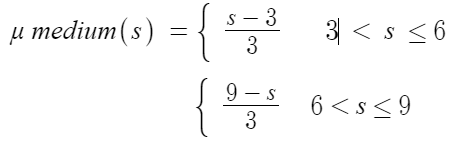 μ medium(s) = { (s − 3)/3   3 < s ≤ 6
{ (9 − s)/3   6 < s ≤ 9